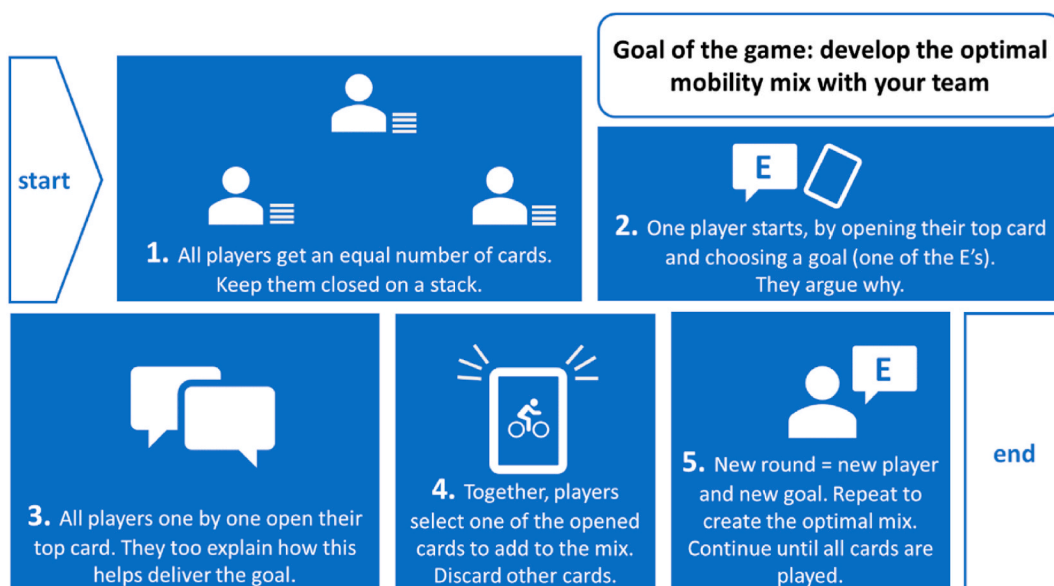 Goal of the game: develop the optimal
mobility mix with your team
start
1. All players get an equal number of cards.
Keep them closed on a stack.
E
2. One player starts, by opening their top card
and choosing a goal (one of the E's).
They argue why.
3. All players one by one open their
top card. They too explain how this
helps deliver the goal.
4. Together, players
select one of the opened
cards to add to the mix.
Discard other cards.
E
5. New round = new player
and new goal. Repeat to
create the optimal mix.
Continue until all cards are
played.
end